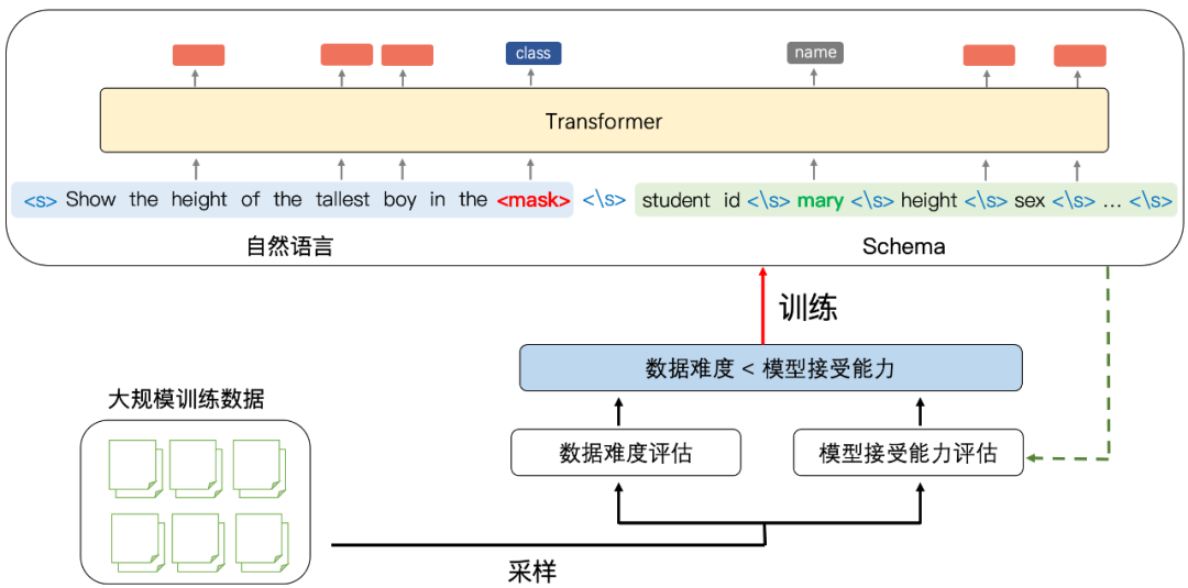 class name
Transformer
<s> Show the height of the tallest boy in the <mask> <\s> student id <\s> mary <\s> height <\s> sex <\s> ... <\s>
自然语言 Schema
训练
数据难度 < 模型接受能力
大规模训练数据
数据难度评估 模型接受能力评估
采样